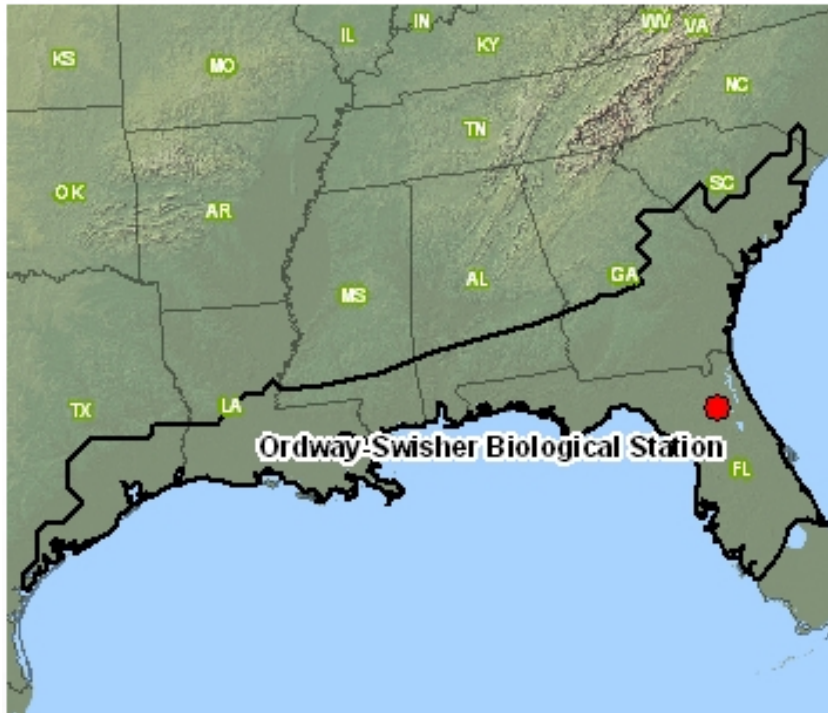 WV
VA
IL
IN
KS
MO
KY
NC
TN
OK
AR
SC
MS
AL
GA
TX
LA
Ordway-Swisher Biological Station
FL